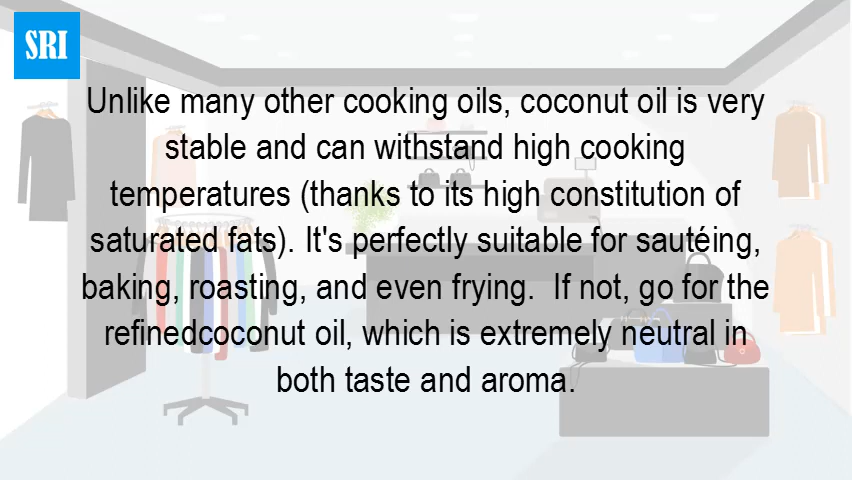 SRI
Unlike many other cooking oils, coconut oil is very
stable and can withstand high cooking
temperatures (thanks to its high constitution of
saturated fats). It's perfectly suitable for sautéing,
baking, roasting, and even frying.  If not, go for the
refinedcoconut oil, which is extremely neutral in
both taste and aroma.